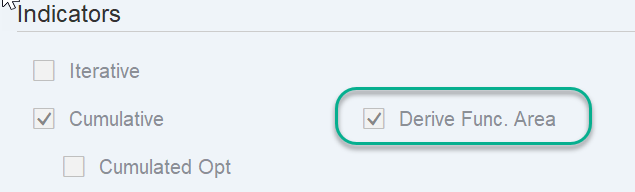 Indicators
Iterative
Cumulative
Derive Func. Area
Cumulated Opt